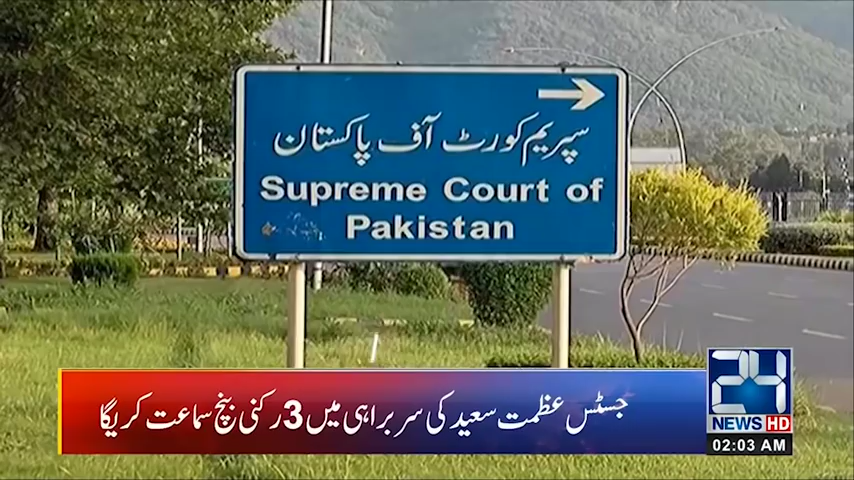 سپریم کورٹ آف پاکستان
Supreme Court of
Pakistan
جسٹس عظمت سعید کی سربراہی میں 3 رکنی بنچ سماعت کریگا
24
NEWS HD
02:03 AM